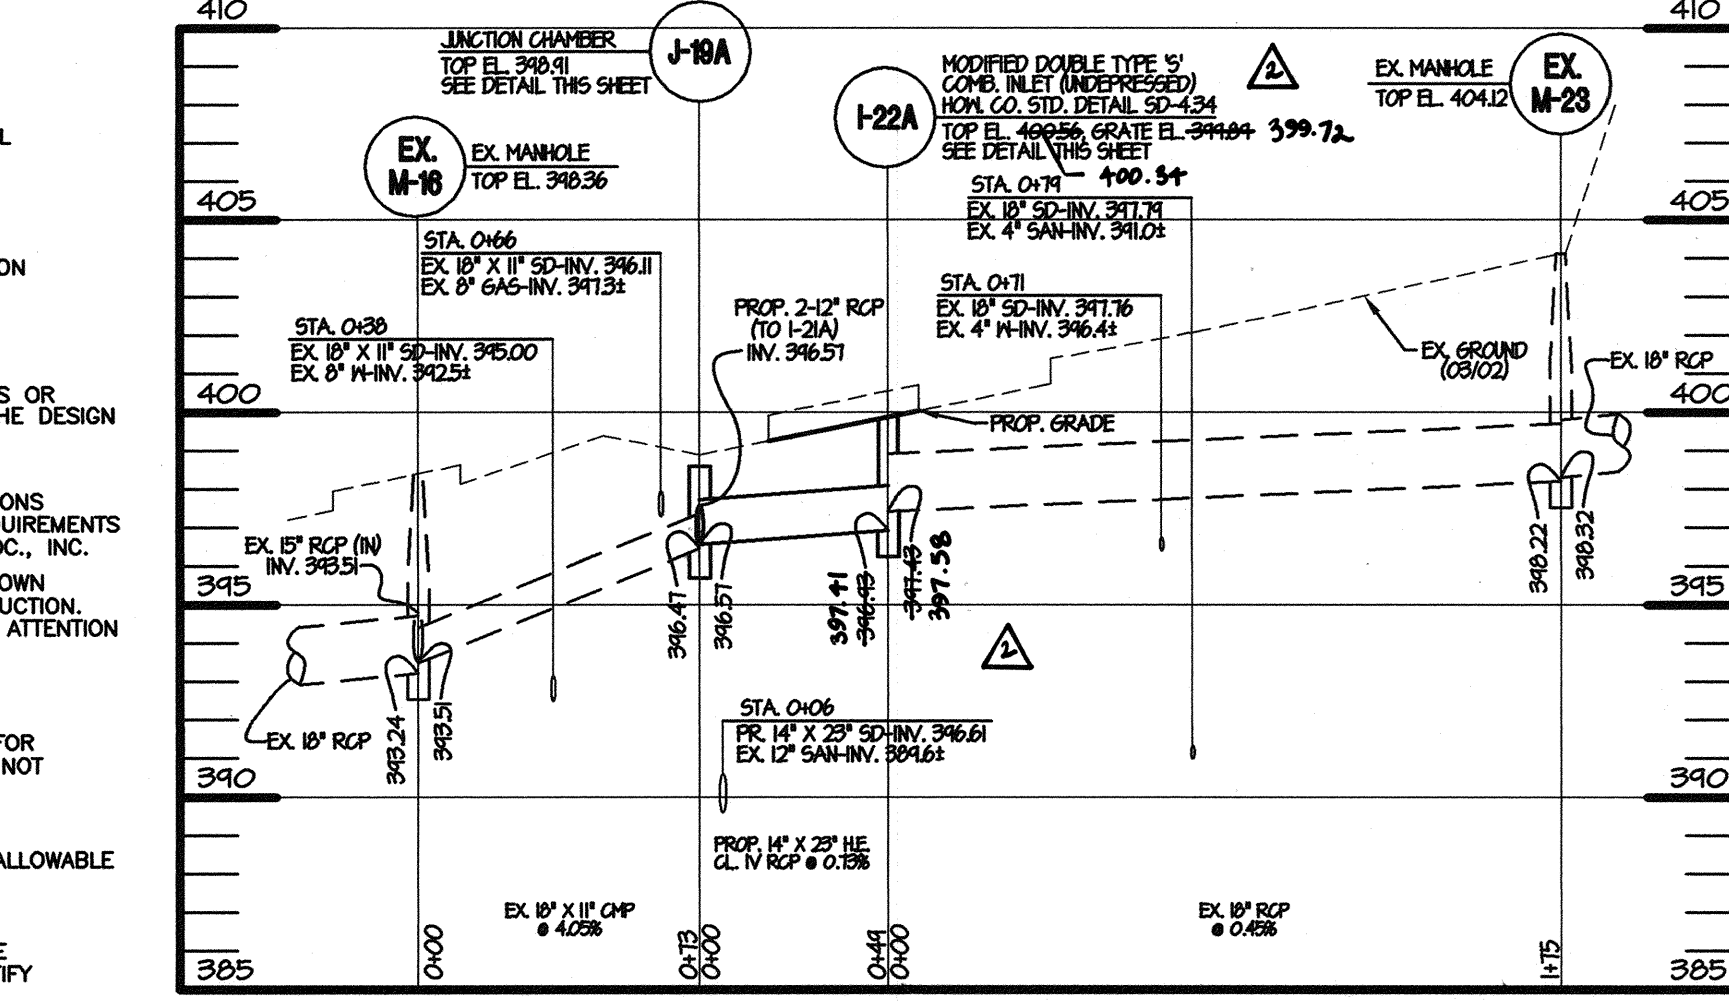 410
410
JUNCTION CHAMBER
TOP EL. 398.91
SEE DETAIL THIS SHEET
J-19A
MODIFIED DOUBLE TYPE 'S'
COMB. INLET (UNDEPRESSED)
HOW. CO. STD. DETAIL SD-4.34
TOP EL. 400.56, GRATE EL. 399.89 399.72
SEE DETAIL THIS SHEET
400.34
I-22A
2
EX. MANHOLE
TOP EL. 404.12
EX.
M-23
EX.
M-16
EX. MANHOLE
TOP EL. 398.36
L
405
405
STA. 0+79
EX. 18" SD-INV. 397.79
EX. 4" SAN-INV. 391.0±
STA. 0+66
EX. 18" X 11" SD-INV. 396.11
EX. 8" GAS-INV. 397.3±
ON
STA. 0+71
EX. 18" SD-INV. 397.76
EX. 4" W-INV. 396.4±
PROP. 2-12" RCP
(TO I-21A)
INV. 396.57
STA. 0+38
EX. 18" X 11" SD-INV. 395.00
EX. 8" W-INV. 392.5±
EX. GROUND
(03/02)
EX. 18" RCP
S OR
HE DESIGN
400
400
PROP. GRADE
ONS
UIREMENTS
OC., INC.
OWN
UCTION.
ATTENTION
EX. 15" RCP (IN)
INV. 393.51
395
395
396.47
396.57
397.41
396.93
397.43
397.58
398.22
398.32
2
393.24
393.51
EX. 18" RCP
STA. 0+06
PR. 14" X 23" SD-INV. 396.61
EX. 12" SAN-INV. 389.6±
FOR
NOT
390
390
PROP. 14" X 23" H.E.
CL. IV RCP @ 0.73%
ALLOWABLE
EX. 18" X 11" CMP
@ 4.05%
EX. 18" RCP
@ 0.45%
E
TIFY
385
0+00
0+73
0+00
0+49
0+00
1+75
385